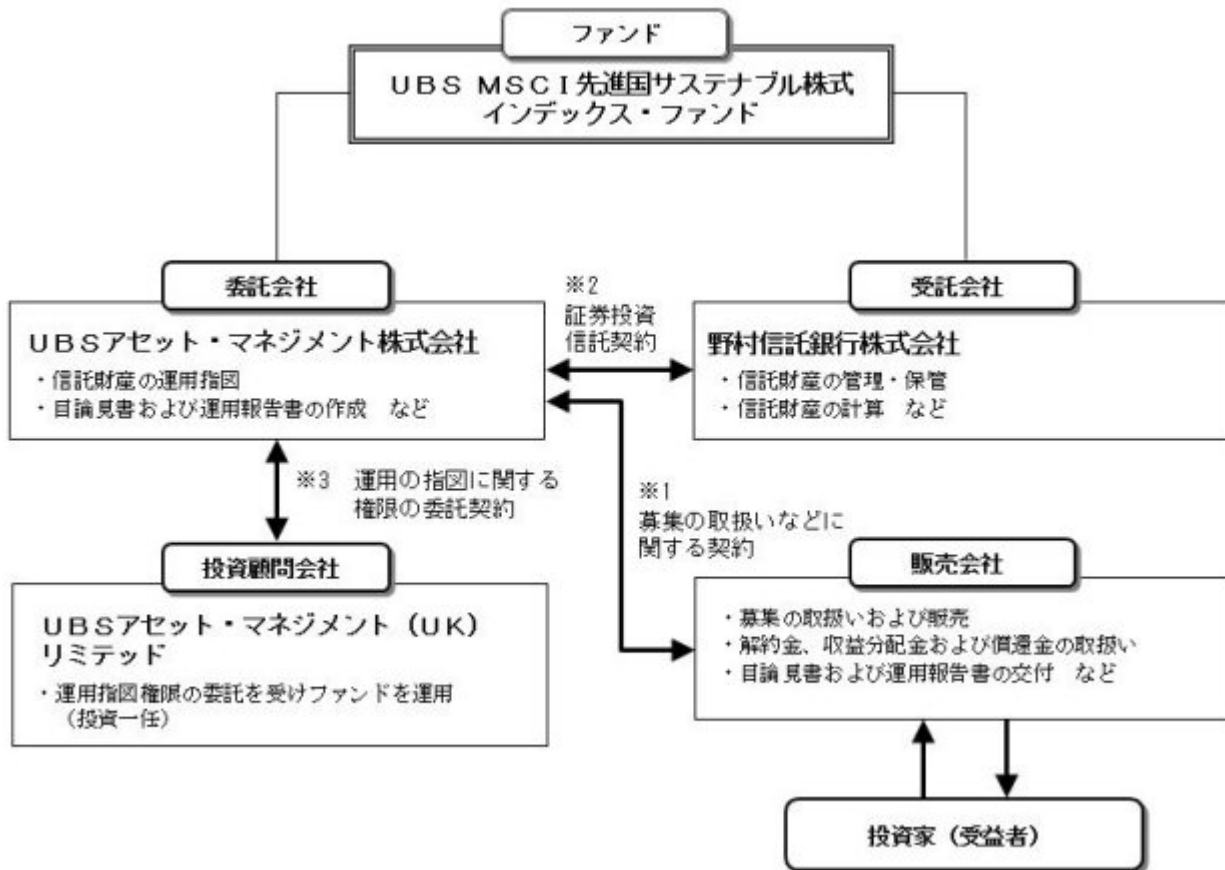 ファンド
ＵＢＳ ＭＳＣＩ先進国サステナブル株式
インデックス・ファンド
委託会社
ＵＢＳアセット・マネジメント株式会社
・信託財産の運用指図
・目論見書および運用報告書の作成　など
※2
証券投資
信託契約
受託会社
野村信託銀行株式会社
・信託財産の管理・保管
・信託財産の計算　など
※3　運用の指図に関する
権限の委託契約
※1
募集の取扱いなどに
関する契約
投資顧問会社
ＵＢＳアセット・マネジメント（ＵＫ）
リミテッド
・運用指図権限の委託を受けファンドを運用
（投資一任）
販売会社
・募集の取扱いおよび販売
・解約金、収益分配金および償還金の取扱い
・目論見書および運用報告書の交付　など
投資家（受益者）